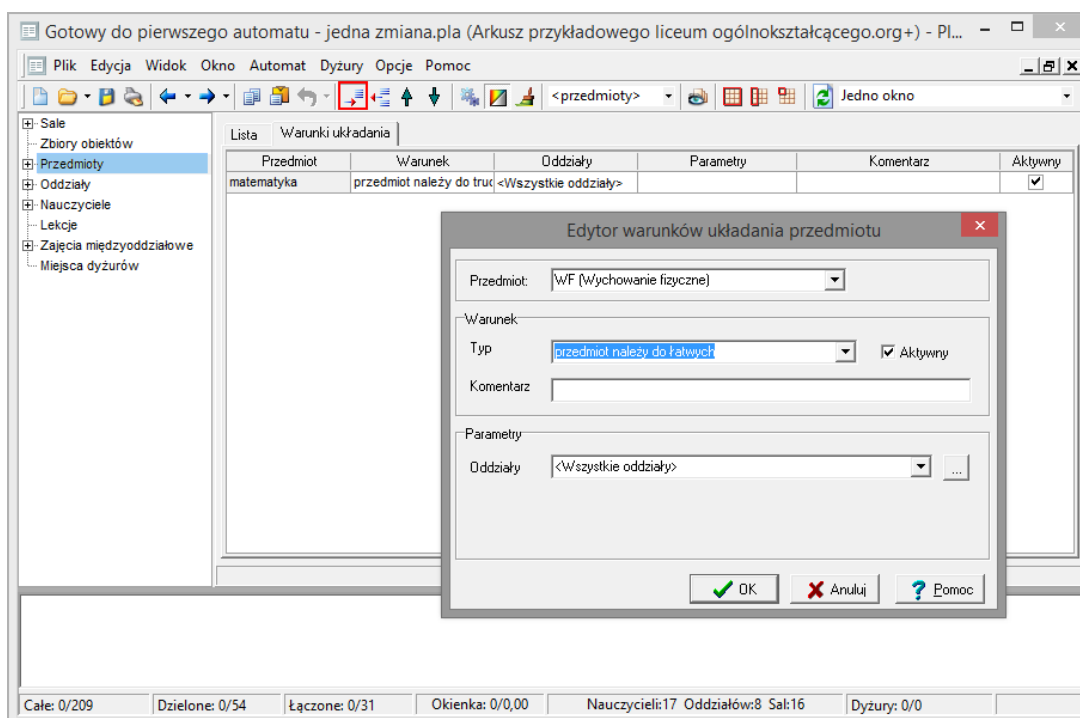 Gotowy do pierwszego automatu - jedna zmiana.pla (Arkusz przykładowego liceum ogólnokształcącego.org+) - Pl...
Plik Edycja Widok Okno Automat Dyżury Opcje Pomoc
<przedmioty> Jedno okno
Sale
Zbiory obiektów
Przedmioty
Oddziały
Nauczyciele
Lekcje
Zajęcia międzyoddziałowe
Miejsca dyżurów
Lista Warunki układania
Przedmiot Warunek Oddziały Parametry Komentarz Aktywny
matematyka przedmiot należy do truc <Wszystkie oddziały>
Edytor warunków układania przedmiotu
Przedmiot: WF (Wychowanie fizyczne)
Warunek
Typ przedmiot należy do łatwych Aktywny
Komentarz
Parametry
Oddziały <Wszystkie oddziały> ...
OK Anuluj ? Pomoc
Całe: 0/209 Dzielone: 0/54 Łączone: 0/31 Okienka: 0/0,00 Nauczycieli:17 Oddziałów:8 Sal:16 Dyżury: 0/0